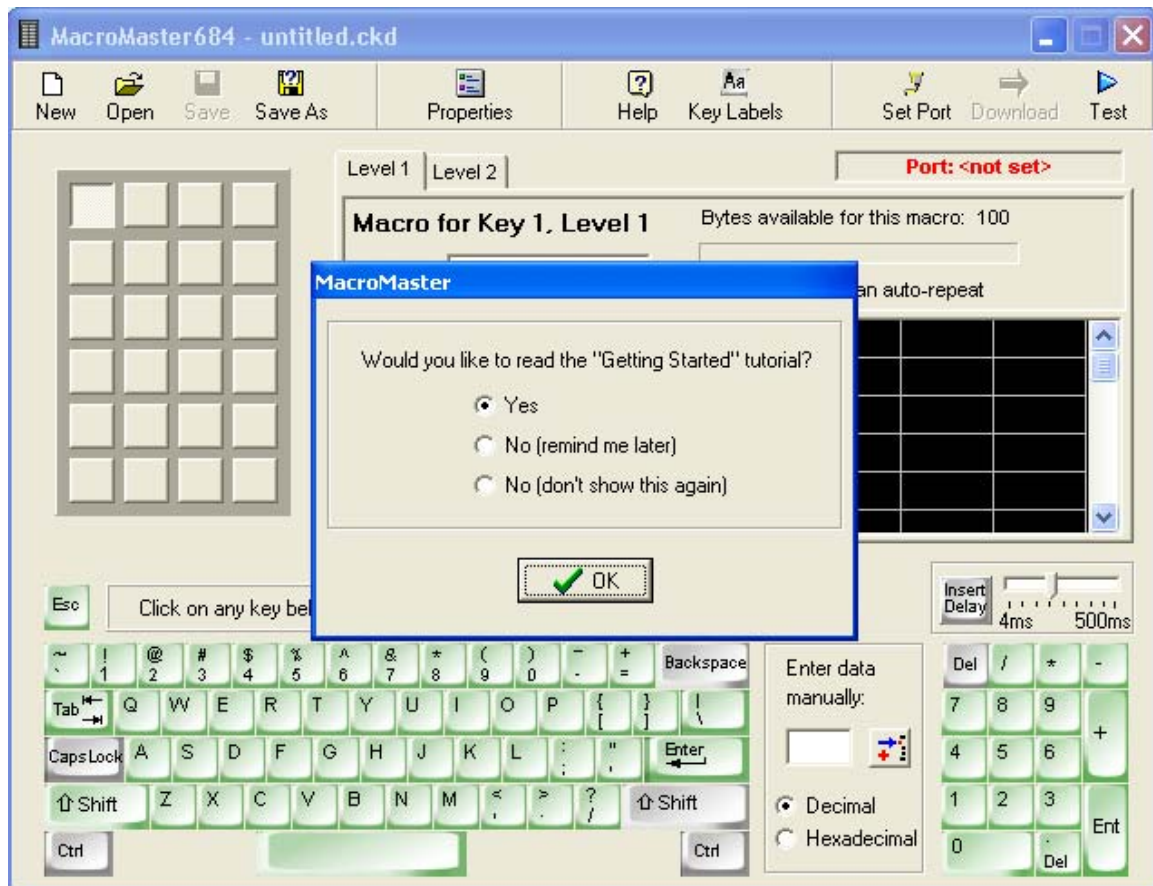 MacroMaster684 - untitled.ckd
New Open Save Save As Properties Help Key Labels Set Port Download Test
Level 1 Level 2 Port: <not set>
Macro for Key 1, Level 1 Bytes available for this macro: 100
an auto-repeat
MacroMaster
Would you like to read the "Getting Started" tutorial?
Yes
No (remind me later)
No (don't show this again)
OK
Esc Click on any key bel
Insert Delay 4ms 500ms
~ ` ! 1 @ 2 # 3 $ 4 % 5 ^ 6 & 7 * 8 ( 9 ) 0 - - + = Backspace
Tab Q W E R T Y U I O P { [ } ] | \
CapsLock A S D F G H J K L : ; " ' Enter
Shift Z X C V B N M < , > . ? / Shift
Ctrl Ctrl
Enter data
manually:
Decimal
Hexadecimal
Del / * -
7 8 9 +
4 5 6
1 2 3 Ent
0 . Del